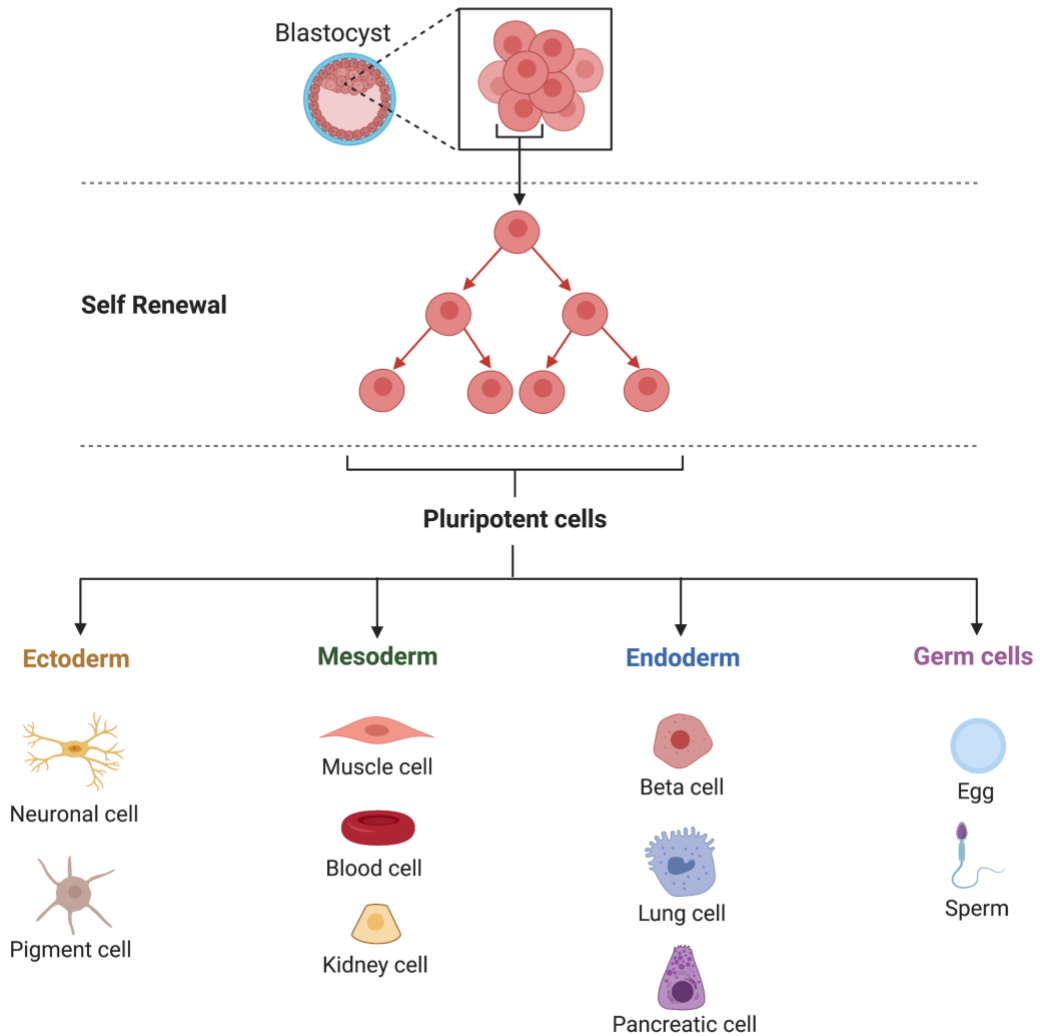 Blastocyst
Self Renewal
Pluripotent cells
Ectoderm
Mesoderm
Endoderm
Germ cells
Neuronal cell
Pigment cell
Muscle cell
Blood cell
Kidney cell
Beta cell
Lung cell
Pancreatic cell
Egg
Sperm